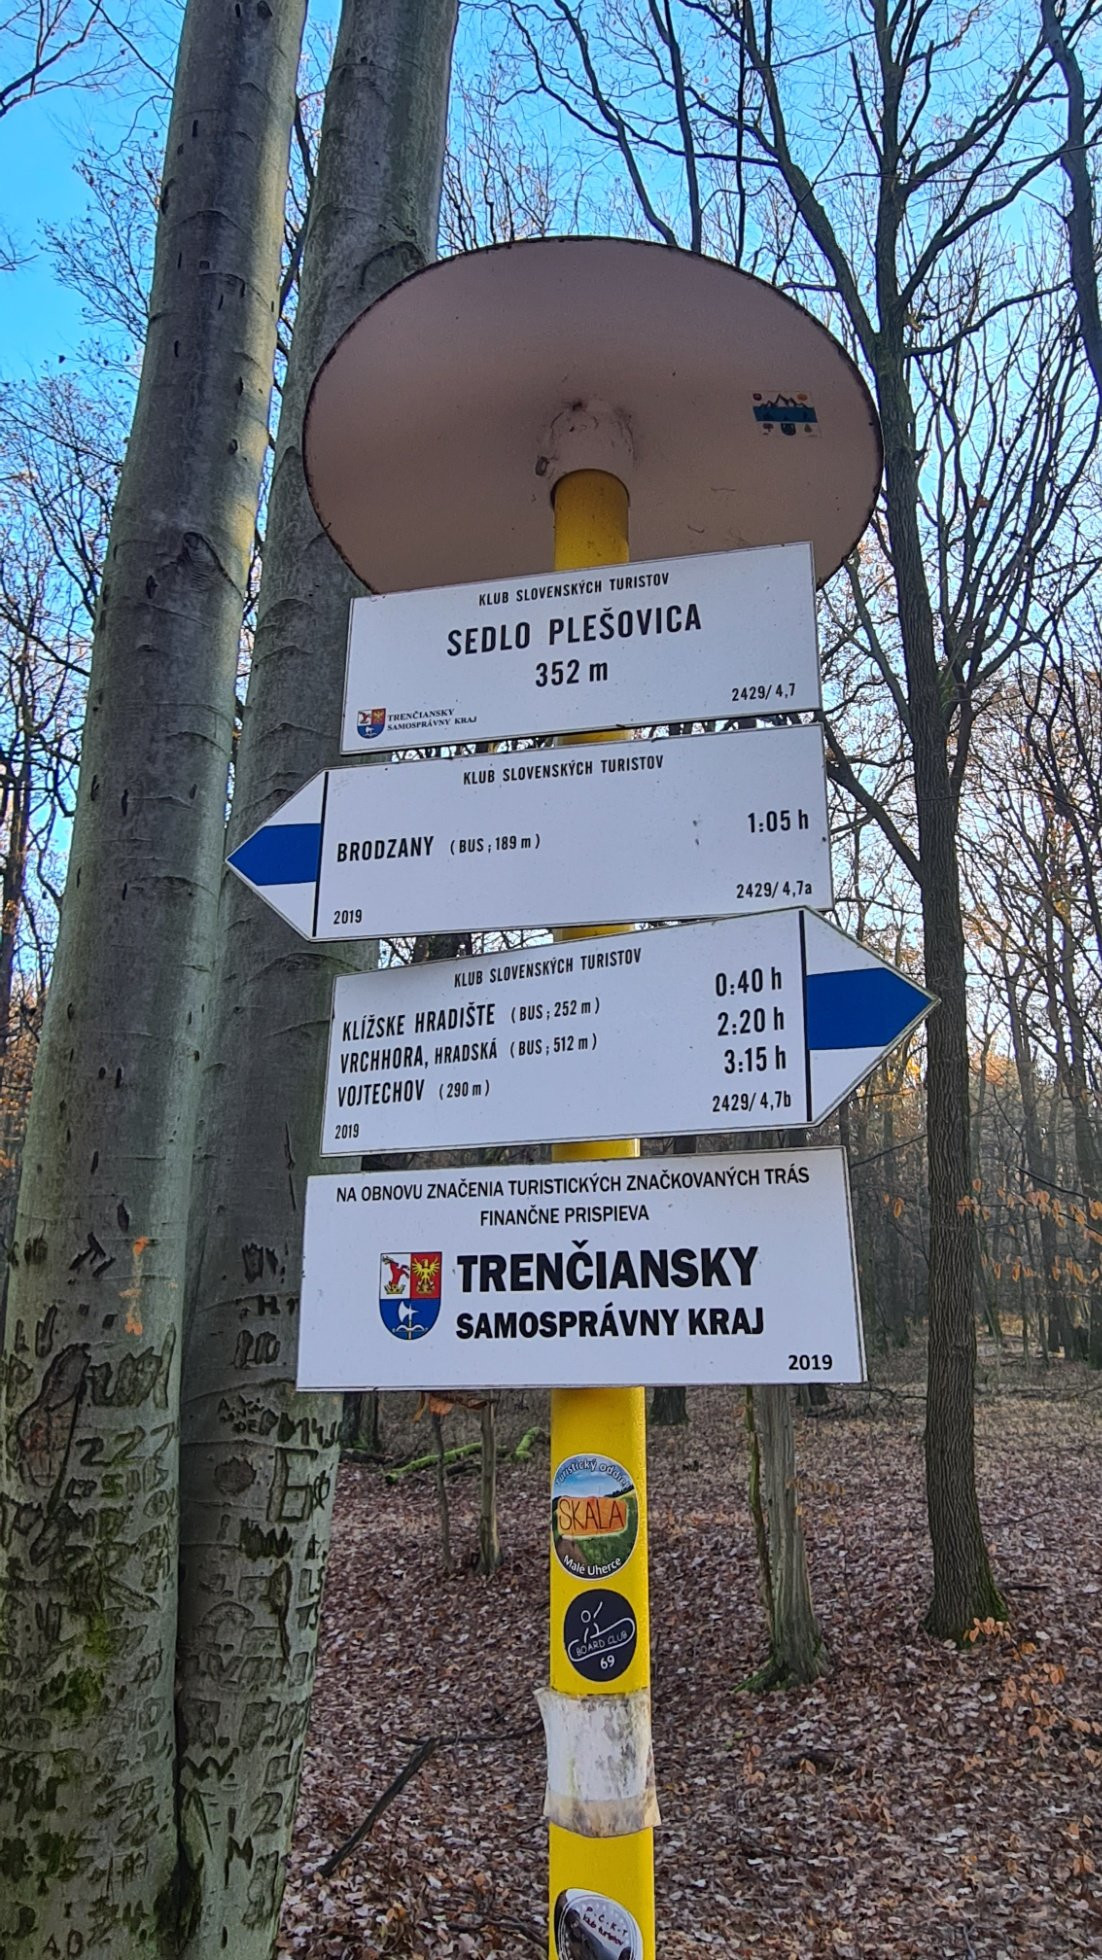 KLUB SLOVENSKÝCH TURISTOV
SEDLO PLEŠOVICA
352 m
2429/4,7
TRENČIANSKY
SAMOSPRÁVNY KRAJ
KLUB SLOVENSKÝCH TURISTOV
BRODZANY (BUS; 189 m) 1:05 h
2429/4,7a
2019
KLUB SLOVENSKÝCH TURISTOV
KLÍŽSKE HRADIŠTE (BUS; 252 m) 0:40 h
VRCHHORA, HRADSKÁ (BUS; 512 m) 2:20 h
VOJTECHOV (290 m) 3:15 h
2429/4,7b
2019
NA OBNOVU ZNAČENIA TURISTICKÝCH ZNAČKOVANÝCH TRÁS
FINANČNE PRISPIEVA
TRENČIANSKY
SAMOSPRÁVNY KRAJ
2019
Turistický oddiel
SKALA
Malé Uherce
BOARD CLUB
69